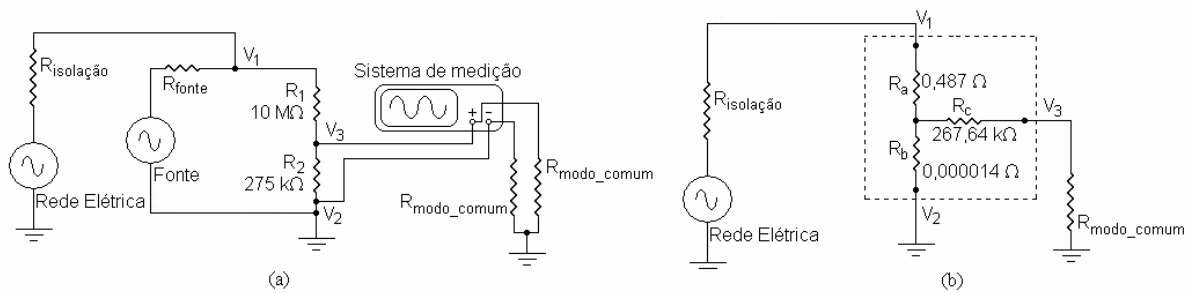 V1
Risolação
Rfonte
R1
10 MΩ
Sistema de medição
+ -
V3
R2
275 kΩ
Fonte
Rede Elétrica
V2
Rmodo_comum
Rmodo_comum
(a)
V1
Risolação
Ra
0,487 Ω
Rc
V3
267,64 kΩ
Rb
0,000014 Ω
V2
Rede Elétrica
Rmodo_comum
(b)